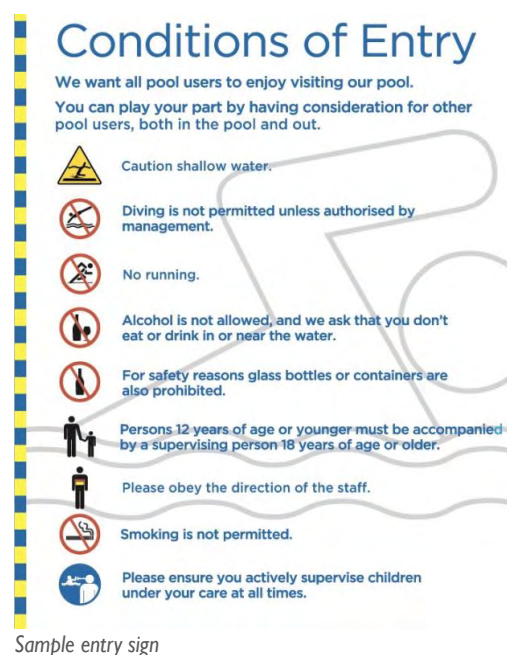 Conditions of Entry
We want all pool users to enjoy visiting our pool.
You can play your part by having consideration for other
pool users, both in the pool and out.
Caution shallow water.
Diving is not permitted unless authorised by
management.
No running.
Alcohol is not allowed, and we ask that you don't
eat or drink in or near the water.
For safety reasons glass bottles or containers are
also prohibited.
Persons 12 years of age or younger must be accompanied
by a supervising person 18 years of age or older.
Please obey the direction of the staff.
Smoking is not permitted.
Please ensure you actively supervise children
under your care at all times.
Sample entry sign